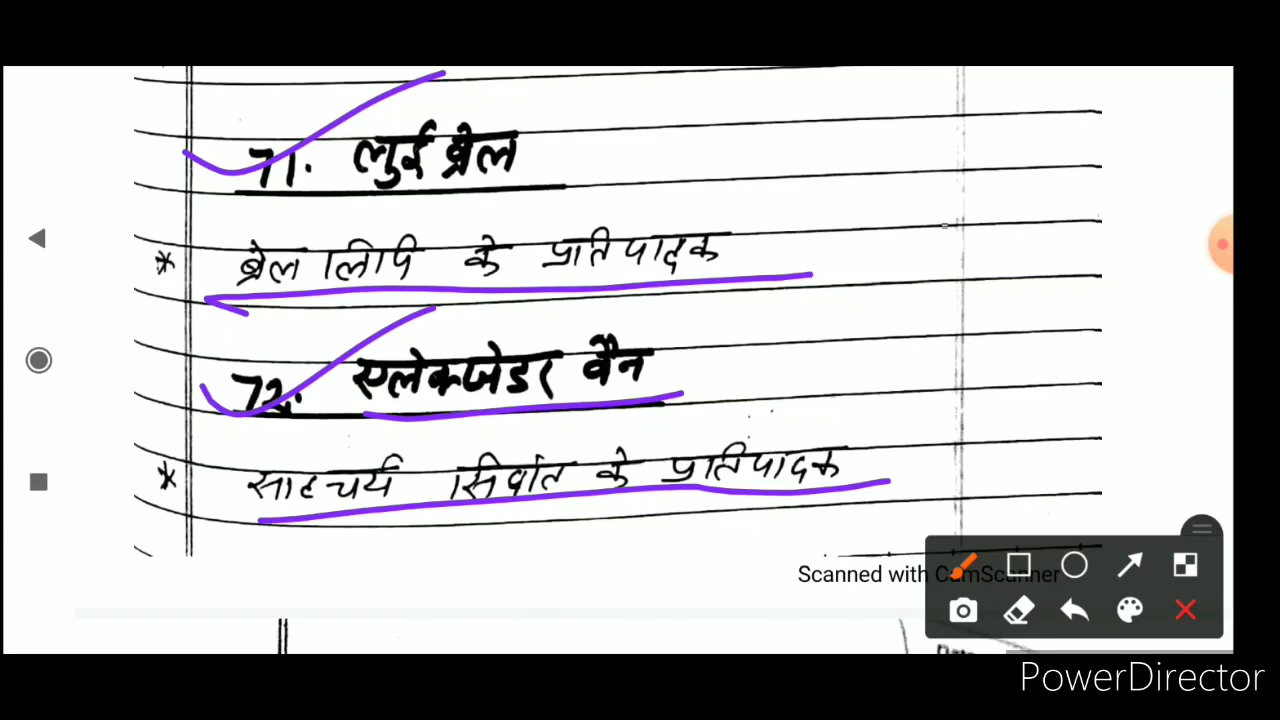 71. लुई ब्रेल
* ब्रेल लिपि के प्रतिपादक
72. एलेक्जेडर बैन
* साहचर्य सिर्धात के प्रतिपादक
Scanned with CamScanner
PowerDirector